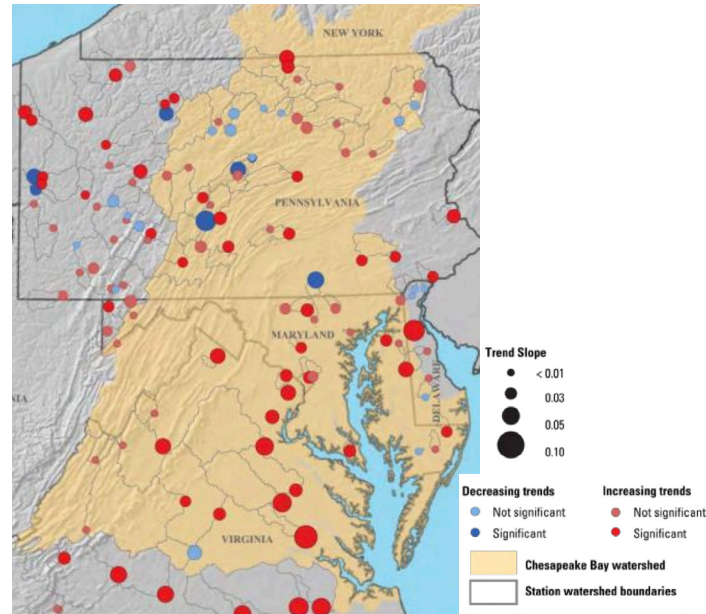 NEW YORK
PENNSYLVANIA
MARYLAND
DELAWARE
NIA
VIRGINIA
Trend Slope
< 0.01
0.03
0.05
0.10
Decreasing trends
Increasing trends
Not significant
Not significant
Significant
Significant
Chesapeake Bay watershed
Station watershed boundaries